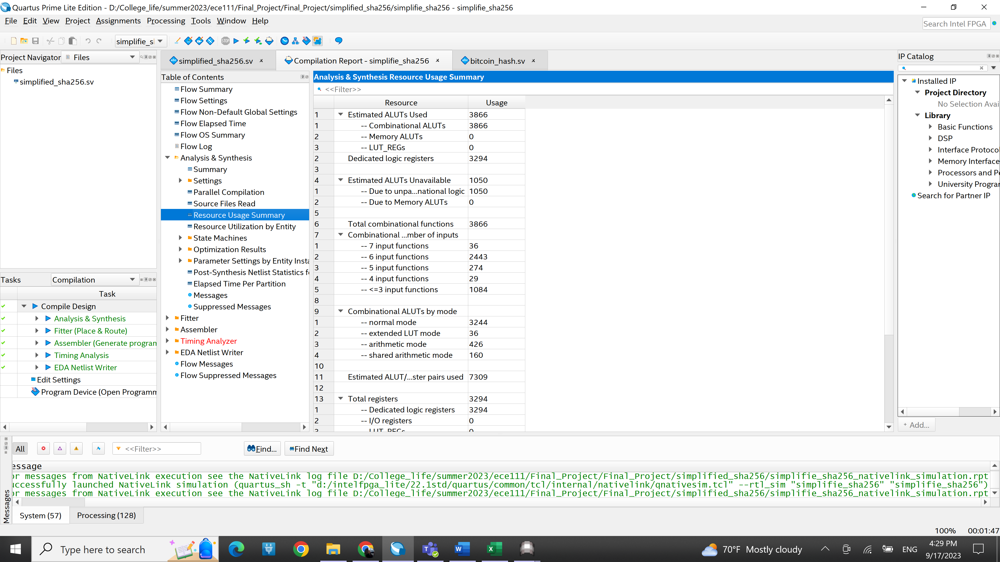 Quartus Prime Lite Edition - D:/College_life/summer2023/ece111/Final_Project/Final_Project/simplified_sha256/simplifie_sha256 - simplifie_sha256
File Edit View Project Assignments Processing Tools Window Help
Search Intel FPGA
simplifie_sl
STOP
Project Navigator
Files
Files
simplified_sha256.sv
Tasks
Compilation
Task
Compile Design
Analysis & Synthesis
Fitter (Place & Route)
Assembler (Generate program
Timing Analysis
EDA Netlist Writer
Edit Settings
Program Device (Open Programm
simplified_sha256.sv
Compilation Report - simplifie_sha256
bitcoin_hash.sv
Table of Contents
Flow Summary
Flow Settings
Flow Non-Default Global Settings
Flow Elapsed Time
Flow OS Summary
Flow Log
Analysis & Synthesis
Summary
Settings
Parallel Compilation
Source Files Read
Resource Usage Summary
Resource Utilization by Entity
State Machines
Optimization Results
Parameter Settings by Entity Insta
Post-Synthesis Netlist Statistics f
Elapsed Time Per Partition
Messages
Suppressed Messages
Fitter
Assembler
Timing Analyzer
EDA Netlist Writer
Flow Messages
Flow Suppressed Messages
Analysis & Synthesis Resource Usage Summary
<<Filter>>
Resource Usage
1 Estimated ALUTs Used 3866
1 -- Combinational ALUTs 3866
2 -- Memory ALUTs 0
3 -- LUT_REGs 0
2 Dedicated logic registers 3294
3
4 Estimated ALUTs Unavailable 1050
1 -- Due to unpa...national logic 1050
2 -- Due to Memory ALUTs 0
5
6 Total combinational functions 3866
7 Combinational ...mber of inputs
1 -- 7 input functions 36
2 -- 6 input functions 2443
3 -- 5 input functions 274
4 -- 4 input functions 29
5 -- <=3 input functions 1084
8
9 Combinational ALUTs by mode
1 -- normal mode 3244
2 -- extended LUT mode 36
3 -- arithmetic mode 426
4 -- shared arithmetic mode 160
10
11 Estimated ALUT/...ster pairs used 7309
12
13 Total registers 3294
1 -- Dedicated logic registers 3294
2 -- I/O registers 0
3 -- LUT_REGs 0
IP Catalog
Installed IP
Project Directory
No Selection Avai
Library
Basic Functions
DSP
Interface Protoco
Memory Interface
Processors and Pe
University Program
Search for Partner IP
+ Add...
All
<<Filter>>
Find...
Find Next
essage
or messages from NativeLink execution see the NativeLink log file D:/College_life/summer2023/ece111/Final_Project/Final_Project/simplified_sha256/simplifie_sha256_nativelink_simulation.rpt
uccessfully launched NativeLink simulation (quartus_sh -t "d:/intelfpga_lite/22.1std/quartus/common/tcl/internal/nativelink/qnativesim.tcl" --rtl_sim "simplifie_sha256" "simplifie_sha256")
or messages from NativeLink execution see the NativeLink log file D:/College_life/summer2023/ece111/Final_Project/Final_Project/simplified_sha256/simplifie_sha256_nativelink_simulation.rpt
Messages
System (57)
Processing (128)
100% 00:01:47
Type here to search
70°F Mostly cloudy
ENG
4:29 PM
9/17/2023